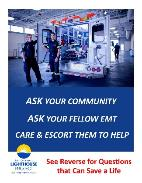 ASK YOUR COMMUNITY
ASK YOUR FELLOW EMT
CARE & ESCORT THEM TO HELP
LIGHTHOUSE
PROJECT
See Reverse for Questions
that Can Save a Life